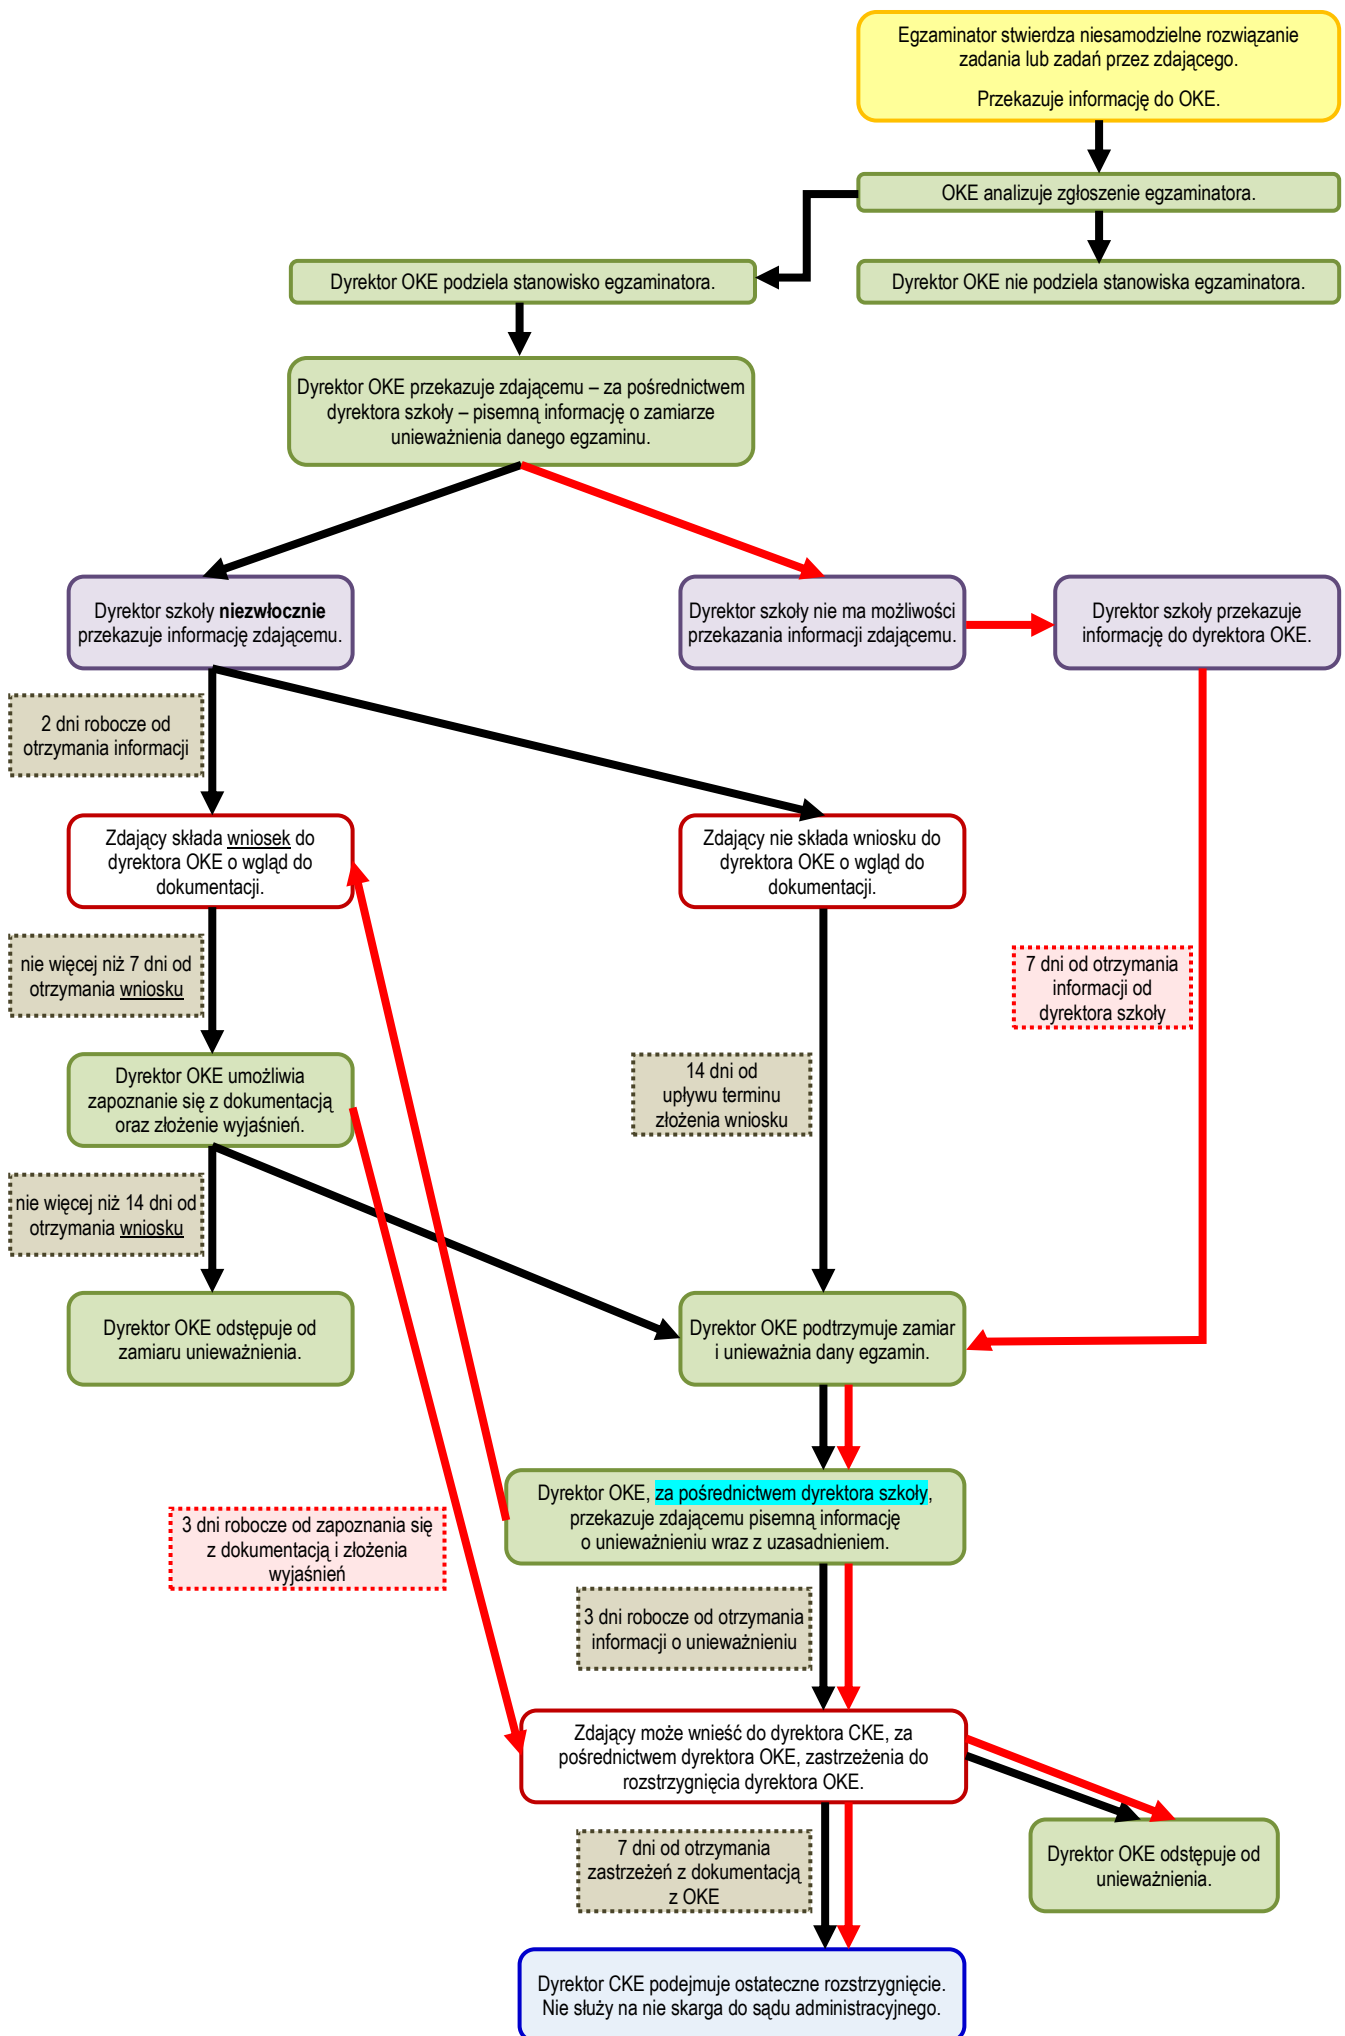 Egzaminator stwierdza niesamodzielne rozwiązanie
zadania lub zadań przez zdającego.
Przekazuje informację do OKE.
OKE analizuje zgłoszenie egzaminatora.
Dyrektor OKE podziela stanowisko egzaminatora.
Dyrektor OKE nie podziela stanowiska egzaminatora.
Dyrektor OKE przekazuje zdającemu – za pośrednictwem
dyrektora szkoły – pisemną informację o zamiarze
unieważnienia danego egzaminu.
Dyrektor szkoły niezwłocznie
przekazuje informację zdającemu.
Dyrektor szkoły nie ma możliwości
przekazania informacji zdającemu.
Dyrektor szkoły przekazuje
informację do dyrektora OKE.
2 dni robocze od
otrzymania informacji
Zdający składa wniosek do
dyrektora OKE o wgląd do
dokumentacji.
Zdający nie składa wniosku do
dyrektora OKE o wgląd do
dokumentacji.
nie więcej niż 7 dni od
otrzymania wniosku
7 dni od otrzymania
informacji od
dyrektora szkoły
Dyrektor OKE umożliwia
zapoznanie się z dokumentacją
oraz złożenie wyjaśnień.
14 dni od
upływu terminu
złożenia wniosku
nie więcej niż 14 dni od
otrzymania wniosku
Dyrektor OKE odstępuje od
zamiaru unieważnienia.
Dyrektor OKE podtrzymuje zamiar
i unieważnia dany egzamin.
Dyrektor OKE, za pośrednictwem dyrektora szkoły,
przekazuje zdającemu pisemną informację
o unieważnieniu wraz z uzasadnieniem.
3 dni robocze od zapoznania się
z dokumentacją i złożenia
wyjaśnień
3 dni robocze od otrzymania
informacji o unieważnieniu
Zdający może wnieść do dyrektora CKE, za
pośrednictwem dyrektora OKE, zastrzeżenia do
rozstrzygnięcia dyrektora OKE.
7 dni od otrzymania
zastrzeżeń z dokumentacją
z OKE
Dyrektor OKE odstępuje od
unieważnienia.
Dyrektor CKE podejmuje ostateczne rozstrzygnięcie.
Nie służy na nie skarga do sądu administracyjnego.